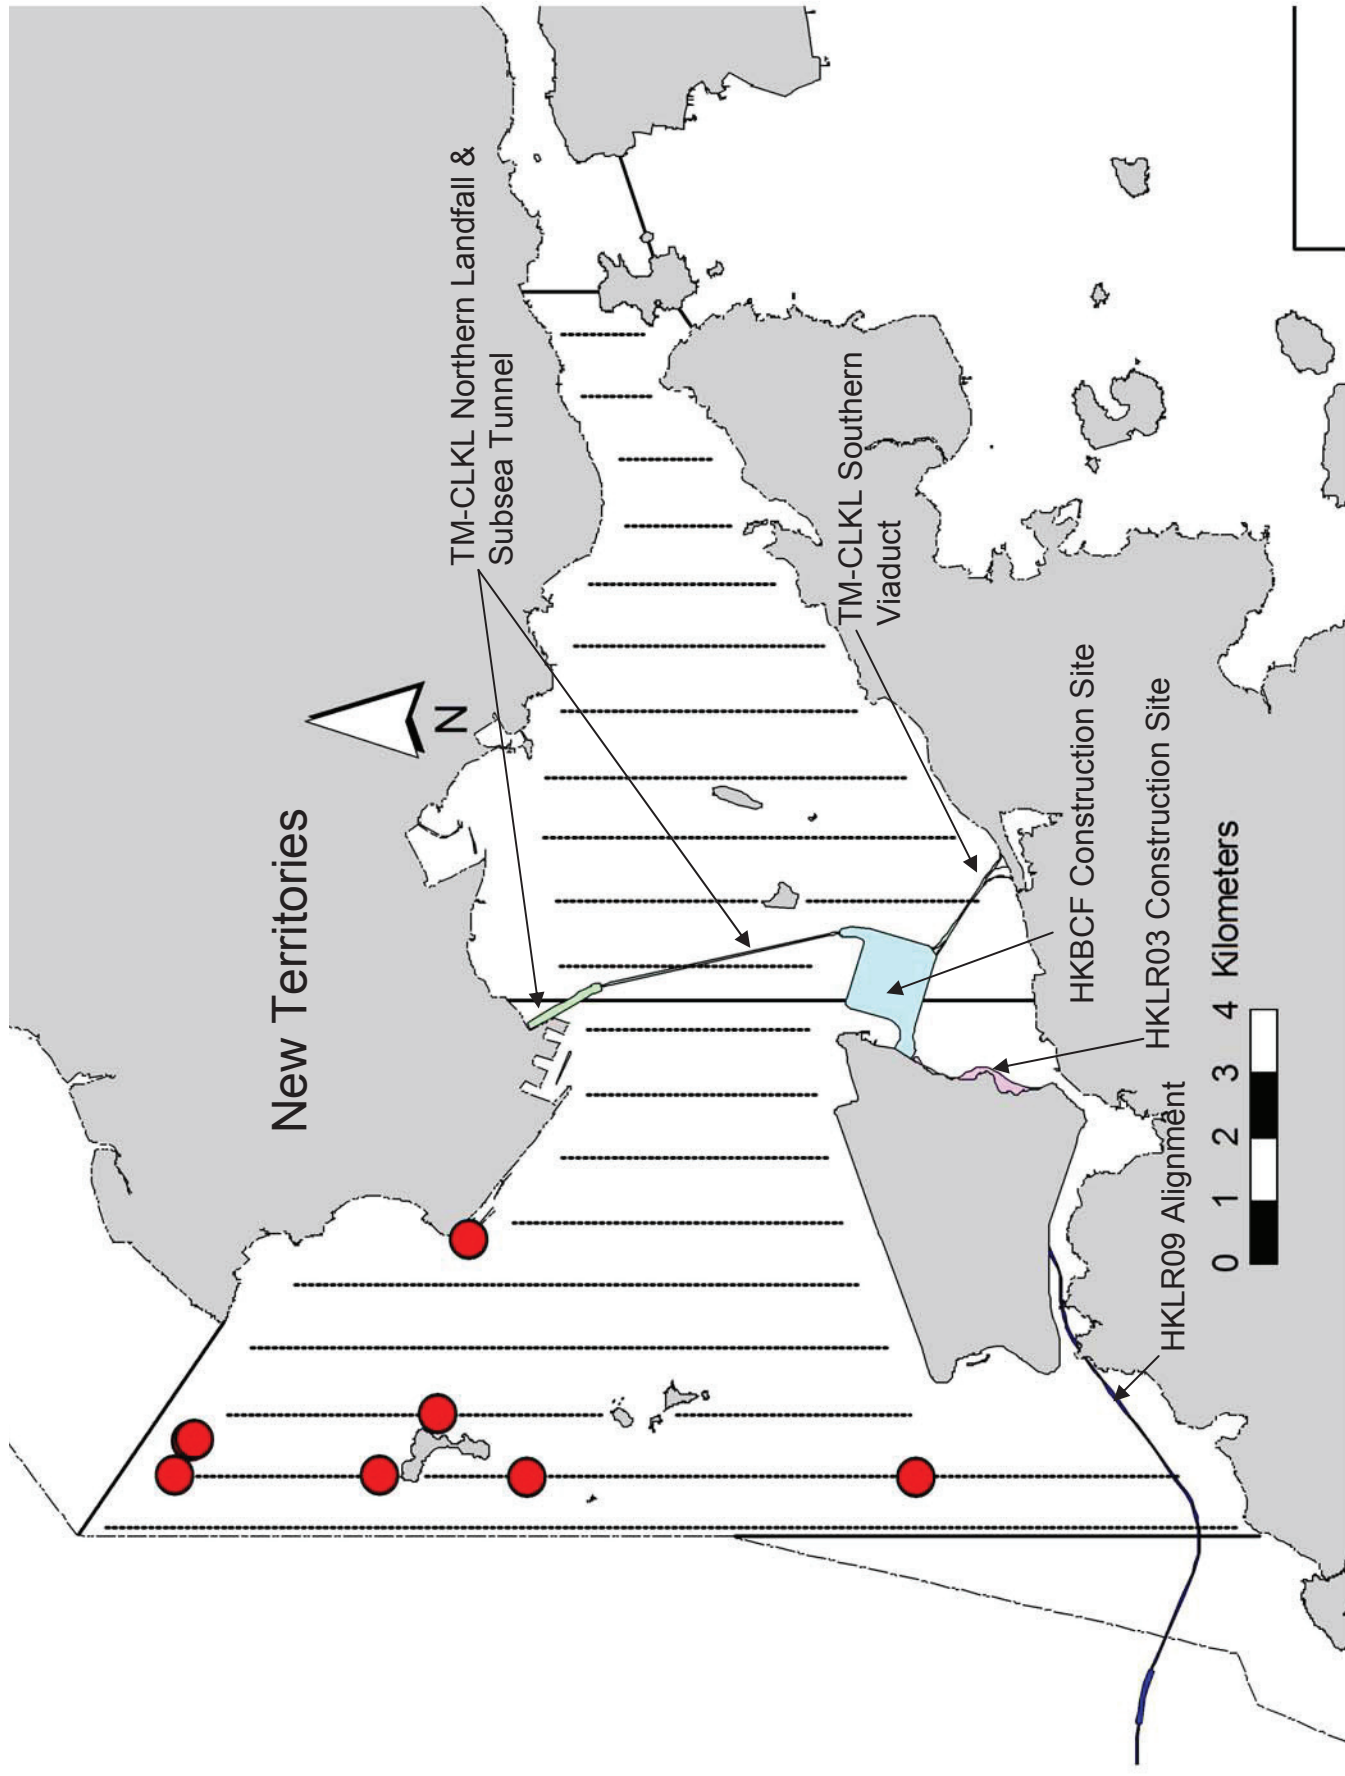 New Territories
N
TM-CLKL Northern Landfall &
Subsea Tunnel
TM-CLKL Southern
Viaduct
HKBCF Construction Site
HKLR03 Construction Site
HKLR09 Alignment
0 1 2 3 4 Kilometers